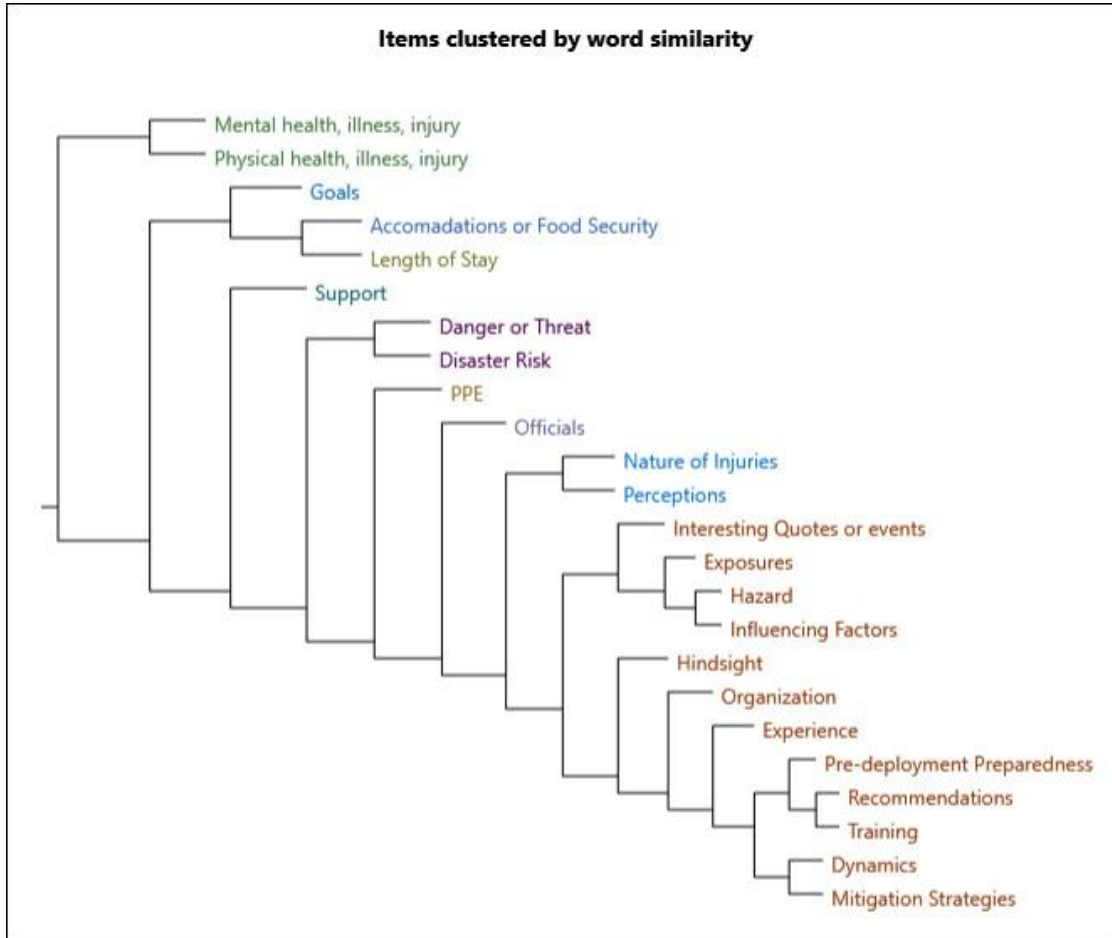 Items clustered by word similarity
Mental health, illness, injury
Physical health, illness, injury
Goals
Accomadations or Food Security
Length of Stay
Support
Danger or Threat
Disaster Risk
PPE
Officials
Nature of Injuries
Perceptions
Interesting Quotes or events
Exposures
Hazard
Influencing Factors
Hindsight
Organization
Experience
Pre-deployment Preparedness
Recommendations
Training
Dynamics
Mitigation Strategies